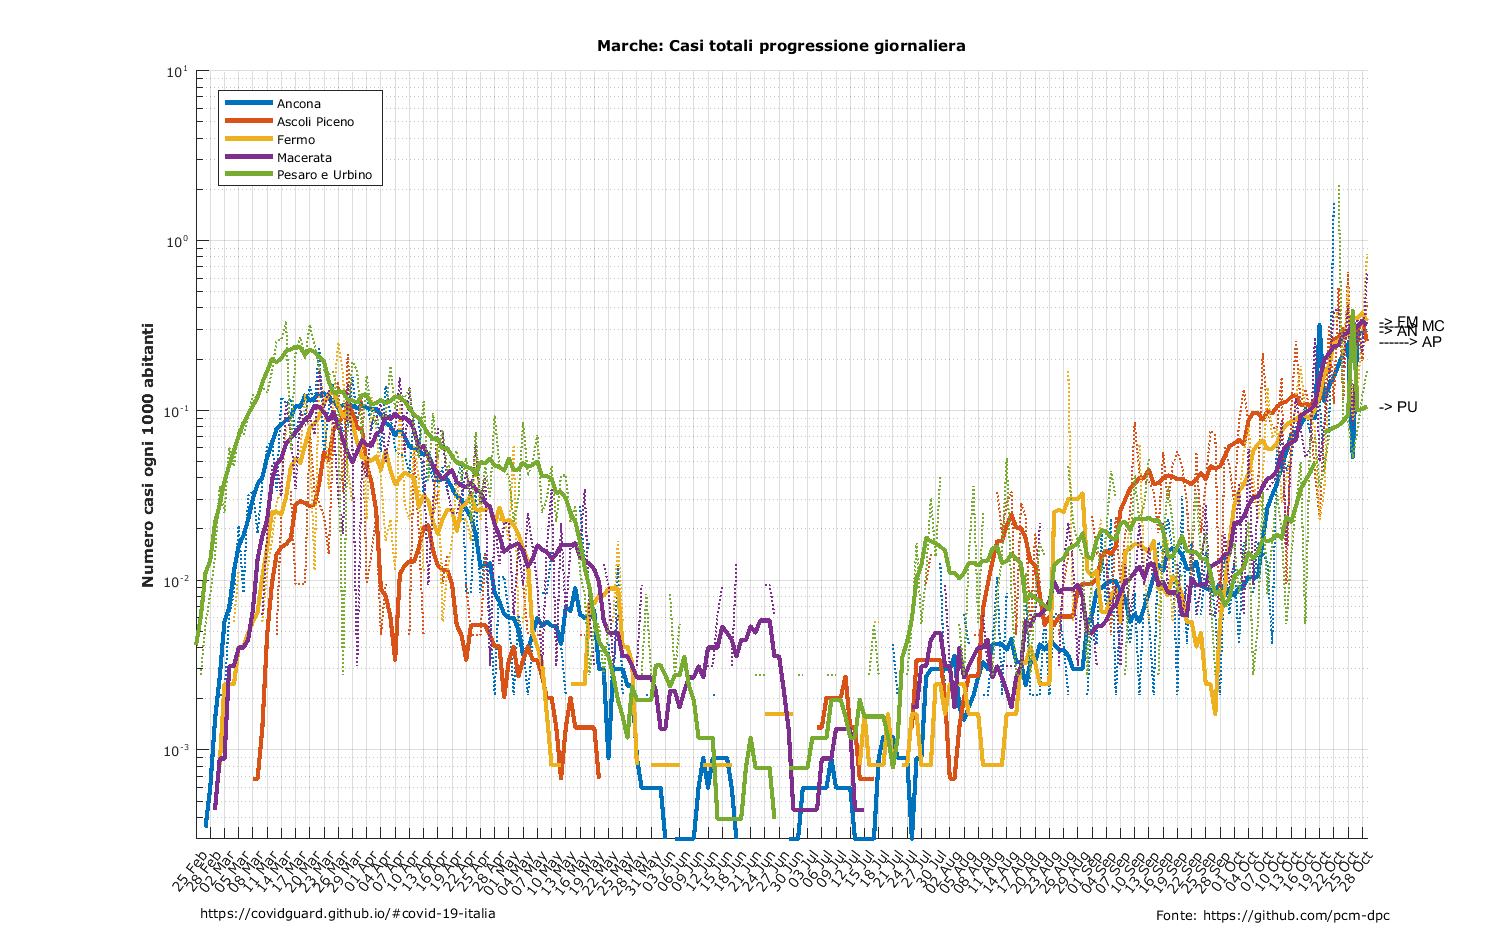 Marche: Casi totali progressione giornaliera
10¹
10⁰
10⁻¹
10⁻²
10⁻³
Numero casi ogni 1000 abitanti
Ancona
Ascoli Piceno
Fermo
Macerata
Pesaro e Urbino
-> FM
------> MC
-> AN
------> AP
-> PU
25 Feb
28 Feb
02 Mar
05 Mar
08 Mar
11 Mar
14 Mar
17 Mar
20 Mar
23 Mar
26 Mar
29 Mar
01 Apr
04 Apr
07 Apr
10 Apr
13 Apr
16 Apr
19 Apr
22 Apr
25 Apr
28 Apr
01 May
04 May
07 May
10 May
13 May
16 May
19 May
22 May
25 May
28 May
31 May
03 Jun
06 Jun
09 Jun
12 Jun
15 Jun
18 Jun
21 Jun
24 Jun
27 Jun
30 Jun
03 Jul
06 Jul
09 Jul
12 Jul
15 Jul
18 Jul
21 Jul
24 Jul
27 Jul
30 Jul
02 Aug
05 Aug
08 Aug
11 Aug
14 Aug
17 Aug
20 Aug
23 Aug
26 Aug
29 Aug
01 Sep
04 Sep
07 Sep
10 Sep
13 Sep
16 Sep
19 Sep
22 Sep
25 Sep
28 Sep
01 Oct
04 Oct
07 Oct
10 Oct
13 Oct
16 Oct
19 Oct
22 Oct
25 Oct
28 Oct
https://covidguard.github.io/#covid-19-italia
Fonte: https://github.com/pcm-dpc